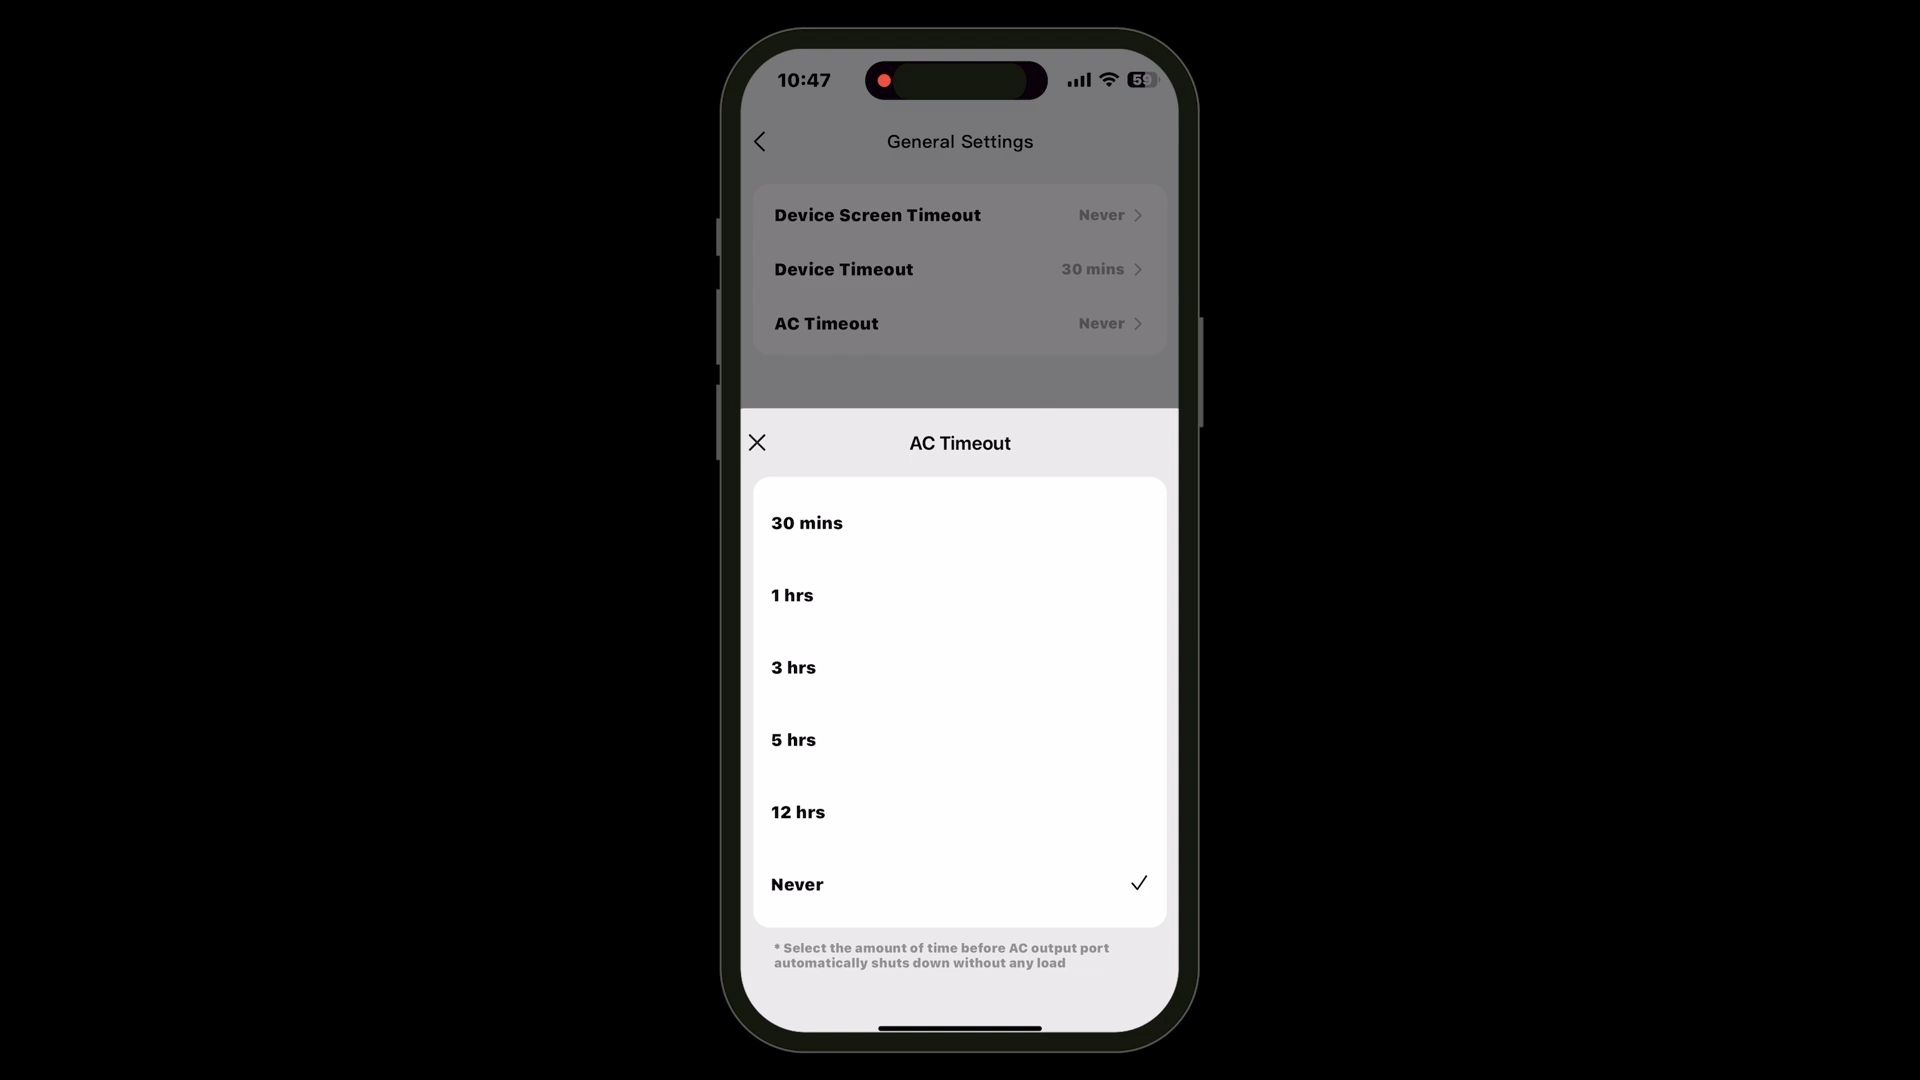 10:47
59
General Settings
Device Screen Timeout Never
Device Timeout 30 mins
AC Timeout Never
AC Timeout
30 mins
1 hrs
3 hrs
5 hrs
12 hrs
Never
* Select the amount of time before AC output port
automatically shuts down without any load